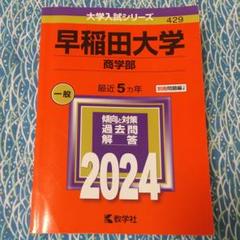 大学入試シリーズ
429
早稲田大学
商学部
一般
最近5カ年
別冊問題編
傾向と対策
過去問
解答
2024
教学社